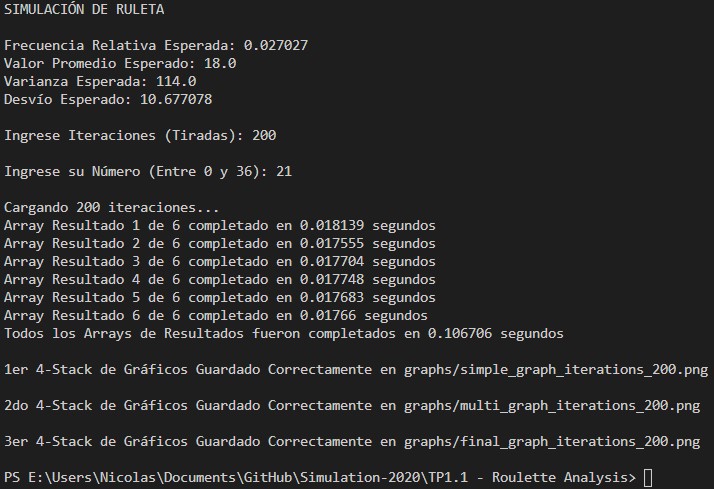 SIMULACIÓN DE RULETA
Frecuencia Relativa Esperada: 0.027027
Valor Promedio Esperado: 18.0
Varianza Esperada: 114.0
Desvío Esperado: 10.677078
Ingrese Iteraciones (Tiradas): 200
Ingrese su Número (Entre 0 y 36): 21
Cargando 200 iteraciones...
Array Resultado 1 de 6 completado en 0.018139 segundos
Array Resultado 2 de 6 completado en 0.017555 segundos
Array Resultado 3 de 6 completado en 0.017704 segundos
Array Resultado 4 de 6 completado en 0.017748 segundos
Array Resultado 5 de 6 completado en 0.017683 segundos
Array Resultado 6 de 6 completado en 0.01766 segundos
Todos los Arrays de Resultados fueron completados en 0.106706 segundos
1er 4-Stack de Gráficos Guardado Correctamente en graphs/simple_graph_iterations_200.png
2do 4-Stack de Gráficos Guardado Correctamente en graphs/multi_graph_iterations_200.png
3er 4-Stack de Gráficos Guardado Correctamente en graphs/final_graph_iterations_200.png
PS E:\Users\Nicolas\Documents\GitHub\Simulation-2020\TP1.1 - Roulette Analysis>